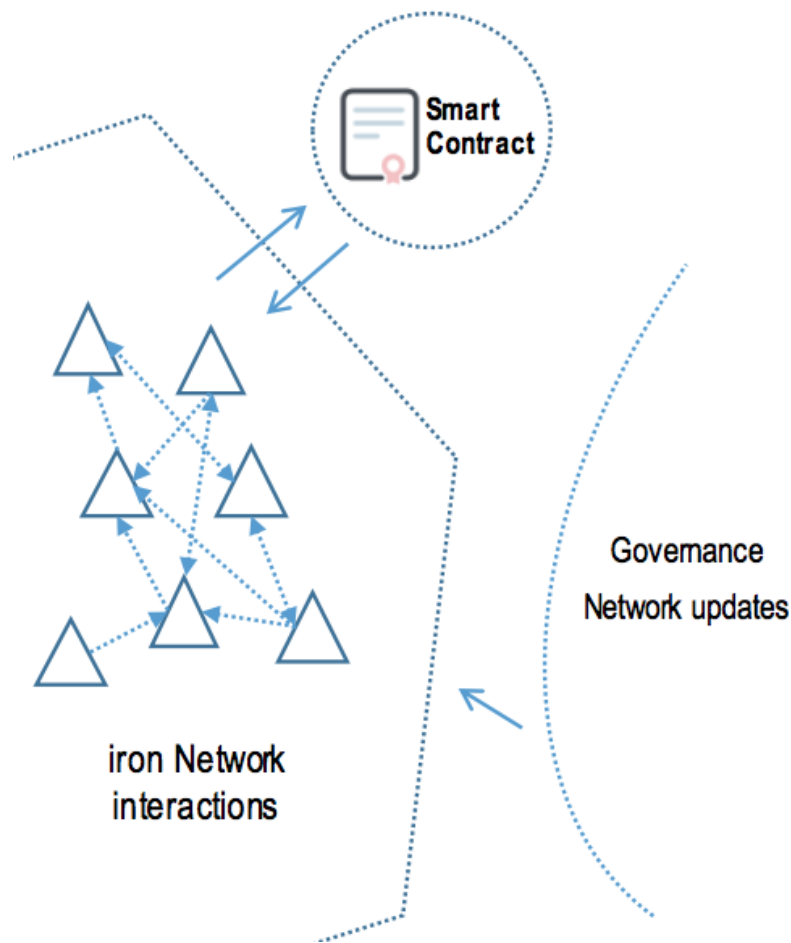 Smart
Contract
Governance
Network updates
iron Network
interactions